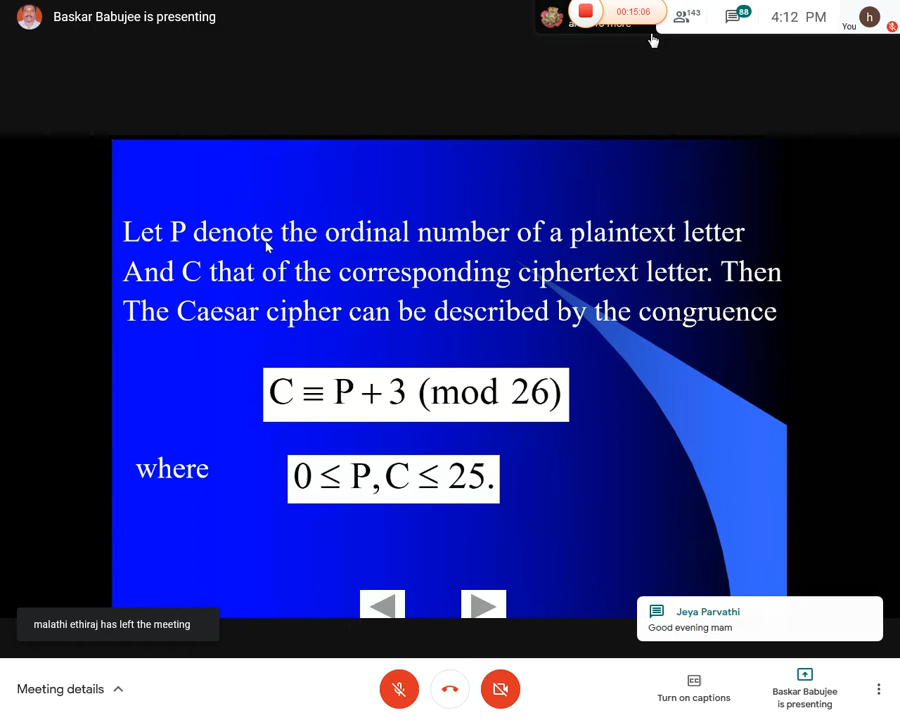 Baskar Babujee is presenting
00:15:06
143
88
4:12 PM
You
h
Let P denote the ordinal number of a plaintext letter
And C that of the corresponding ciphertext letter. Then
The Caesar cipher can be described by the congruence
C ≡ P + 3 (mod 26)
where
0 ≤ P, C ≤ 25.
malathi ethiraj has left the meeting
Jeya Parvathi
Good evening mam
Meeting details
CC
Turn on captions
Baskar Babujee
is presenting